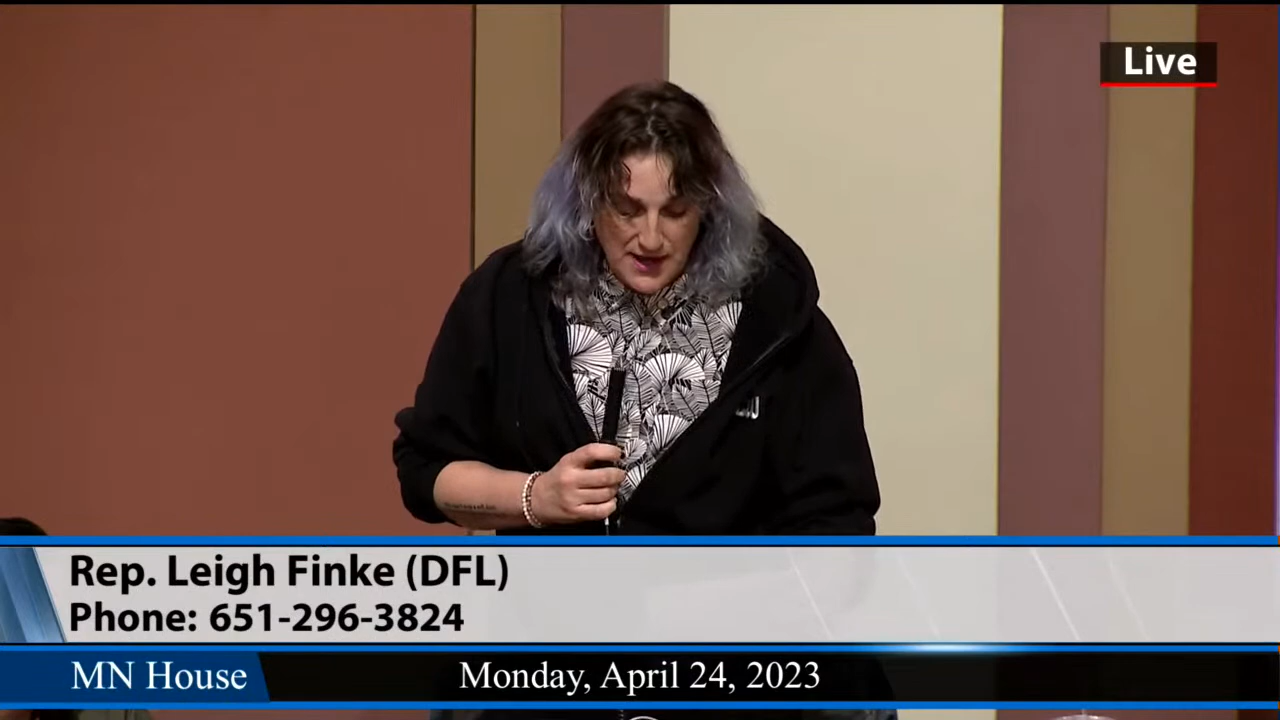 Live
Rep. Leigh Finke (DFL)
Phone: 651-296-3824
MN House
Monday, April 24, 2023